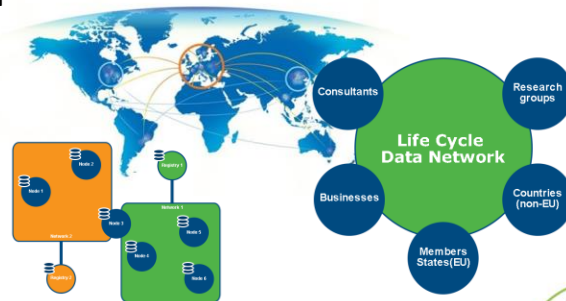 Consultants
Research
groups
Life Cycle
Data Network
Businesses
Countries
(non-EU)
Members
States(EU)
Node 2
Node 1
Registry 1
Node 3
Network 1
Node 5
Node 4
Node 6
Network 2